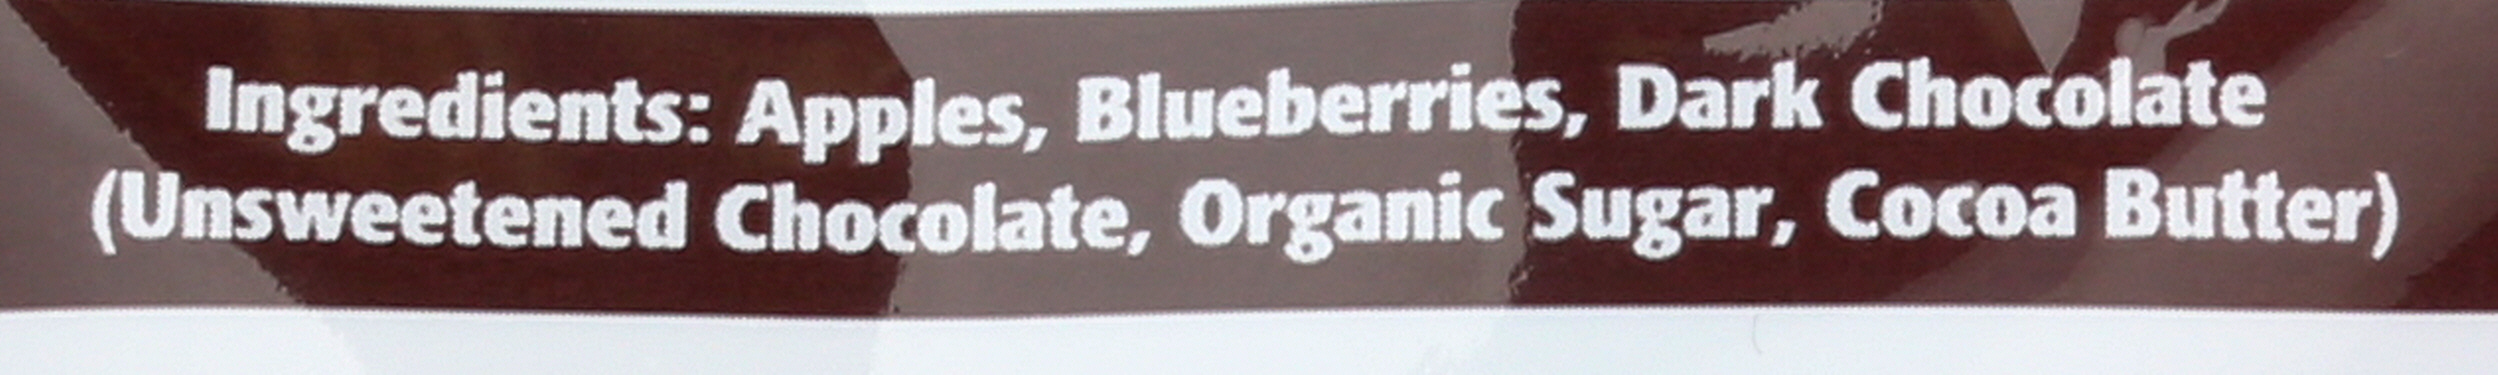 Ingredients: Apples, Blueberries, Dark Chocolate
(Unsweetened Chocolate, Organic Sugar, Cocoa Butter)